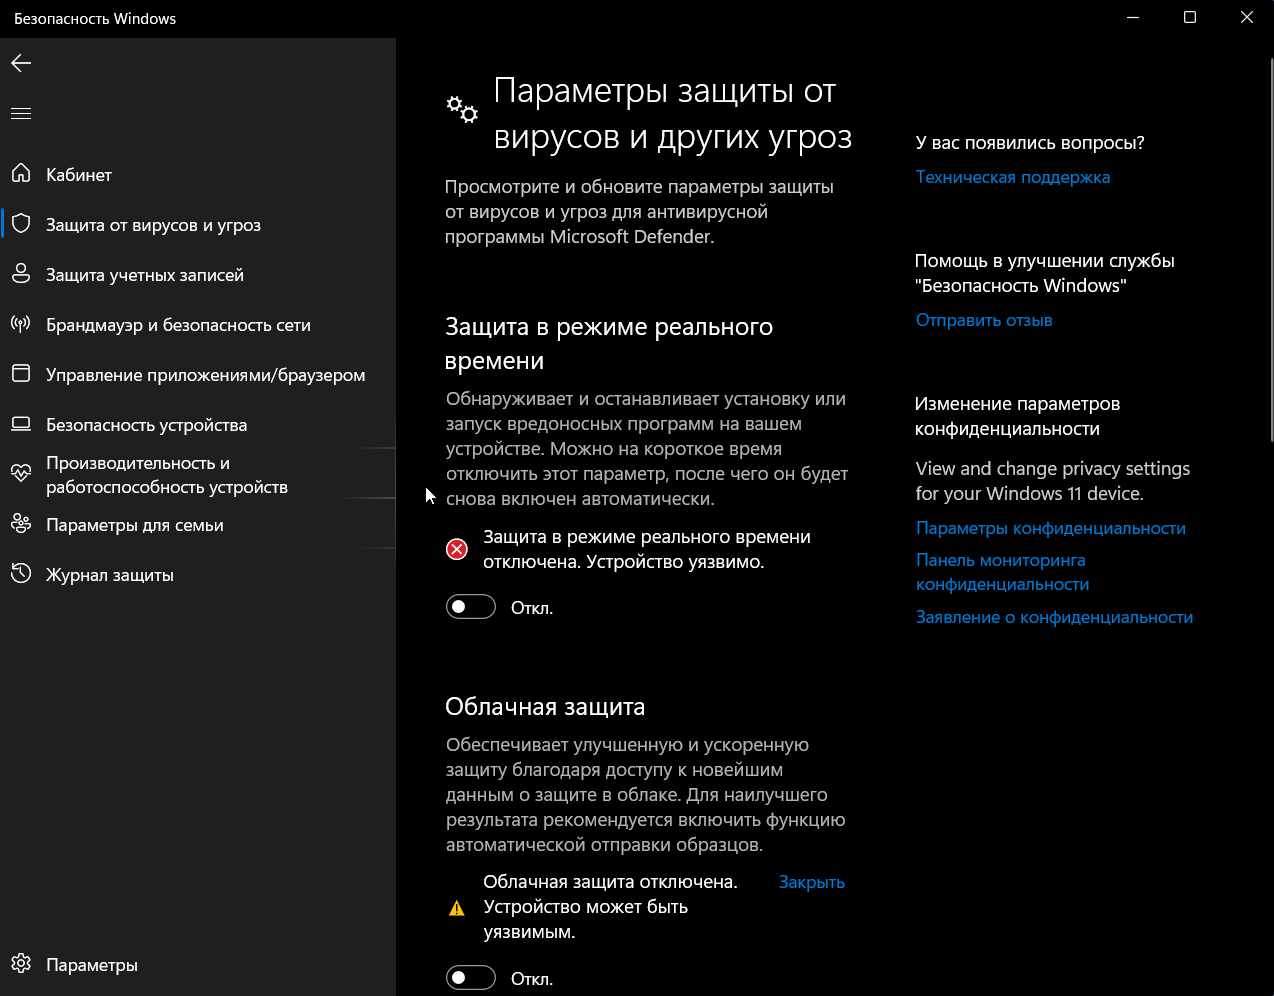 Безопасность Windows
Кабинет
Защита от вирусов и угроз
Защита учетных записей
Брандмауэр и безопасность сети
Управление приложениями/браузером
Безопасность устройства
Производительность и
работоспособность устройств
Параметры для семьи
Журнал защиты
Параметры
Параметры защиты от
вирусов и других угроз
Просмотрите и обновите параметры защиты
от вирусов и угроз для антивирусной
программы Microsoft Defender.
Защита в режиме реального
времени
Обнаруживает и останавливает установку или
запуск вредоносных программ на вашем
устройстве. Можно на короткое время
отключить этот параметр, после чего он будет
снова включен автоматически.
Защита в режиме реального времени
отключена. Устройство уязвимо.
Откл.
Облачная защита
Обеспечивает улучшенную и ускоренную
защиту благодаря доступу к новейшим
данным о защите в облаке. Для наилучшего
результата рекомендуется включить функцию
автоматической отправки образцов.
Облачная защита отключена.
Устройство может быть
уязвимым.
Закрыть
Откл.
У вас появились вопросы?
Техническая поддержка
Помощь в улучшении службы
"Безопасность Windows"
Отправить отзыв
Изменение параметров
конфиденциальности
View and change privacy settings
for your Windows 11 device.
Параметры конфиденциальности
Панель мониторинга
конфиденциальности
Заявление о конфиденциальности